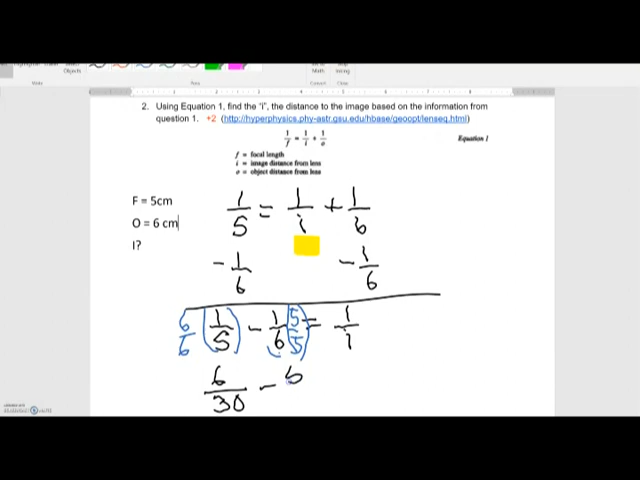 Objects
2. Using Equation 1, find the "i", the distance to the image based on the information from
question 1. +2 (http://hyperphysics.phy-astr.gsu.edu/hbase/geoopt/lenseq.html)
1/f = 1/i + 1/o Equation 1
f = focal length
i = image distance from lens
o = object distance from lens
F = 5cm
O = 6 cm
I?
1/5 = 1/i + 1/6
- 1/6 - 1/6
6/6 (1/5) - 1/6 (5/5) = 1/i
6/30 - 5